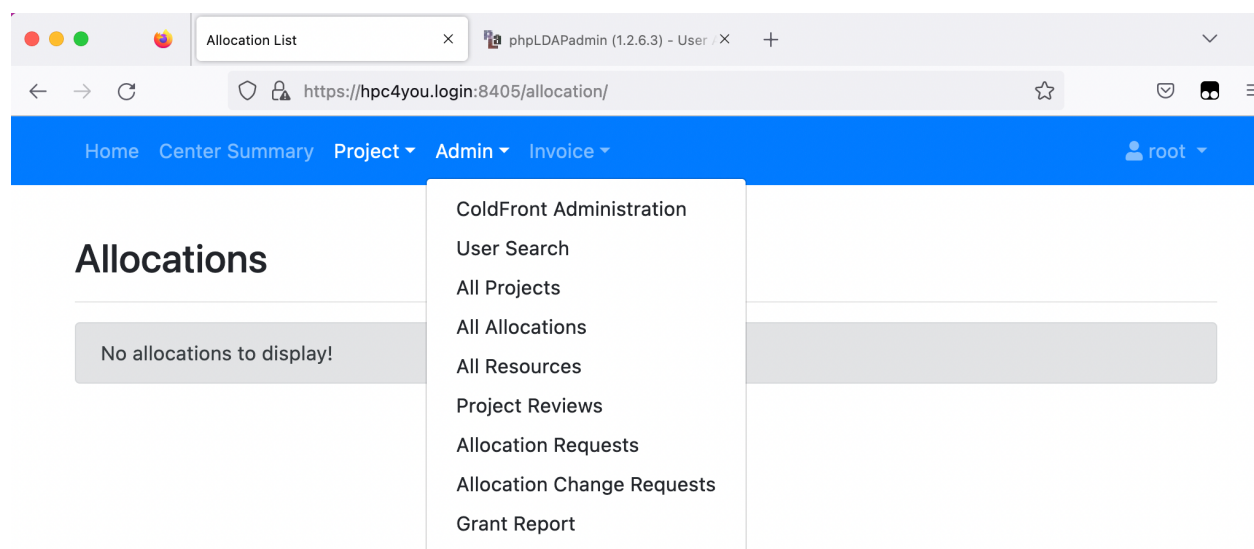 Allocation List
phpLDAPadmin (1.2.6.3) - User
https://hpc4you.login:8405/allocation/
Home Center Summary Project Admin Invoice root
ColdFront Administration
User Search
Allocations
All Projects
All Allocations
No allocations to display!
All Resources
Project Reviews
Allocation Requests
Allocation Change Requests
Grant Report